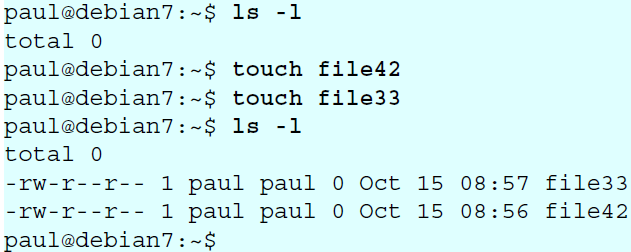 paul@debian7:~$ ls -l
total 0
paul@debian7:~$ touch file42
paul@debian7:~$ touch file33
paul@debian7:~$ ls -l
total 0
-rw-r--r-- 1 paul paul 0 Oct 15 08:57 file33
-rw-r--r-- 1 paul paul 0 Oct 15 08:56 file42
paul@debian7:~$